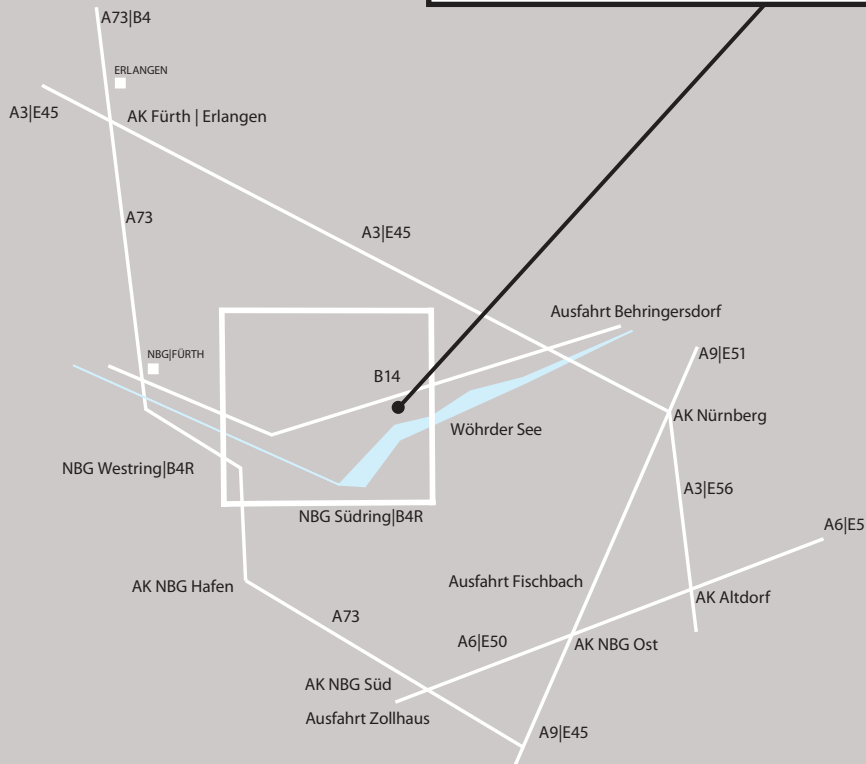 A73|B4
ERLANGEN
A3|E45
AK Fürth | Erlangen
A73
A3|E45
Ausfahrt Behringersdorf
NBG|FÜRTH
A9|E51
B14
AK Nürnberg
Wöhrder See
NBG Westring|B4R
A3|E56
NBG Südring|B4R
A6|E5
Ausfahrt Fischbach
AK NBG Hafen
AK Altdorf
A73
A6|E50
AK NBG Ost
AK NBG Süd
Ausfahrt Zollhaus
A9|E45